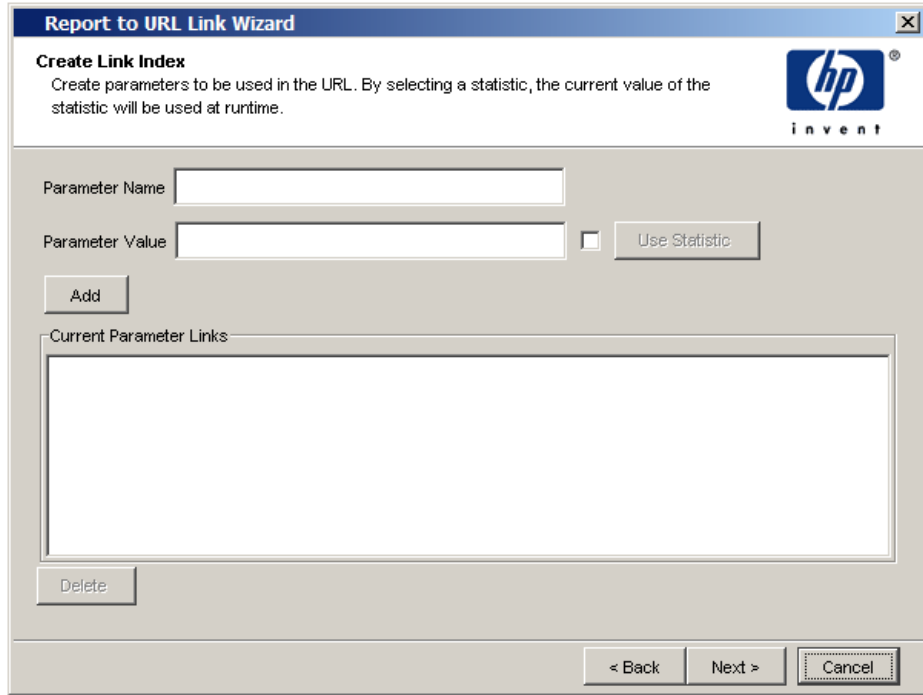 Report to URL Link Wizard
Create Link Index
Create parameters to be used in the URL. By selecting a statistic, the current value of the
statistic will be used at runtime.
hp
®
invent
Parameter Name
Parameter Value
Use Statistic
Add
Current Parameter Links
Delete
< Back
Next >
Cancel